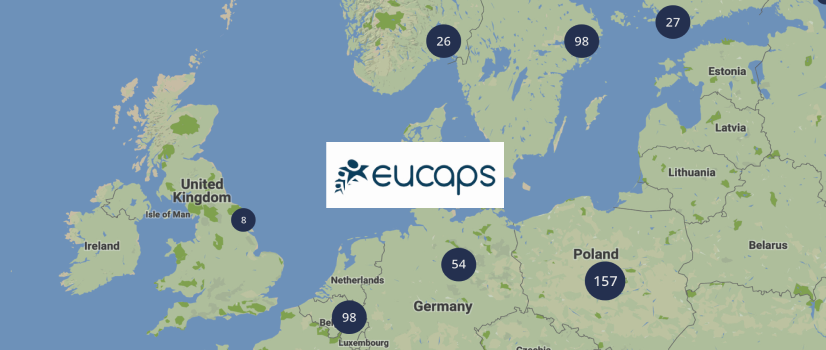 26
98
27
Estonia
Latvia
eucaps
Lithuania
United
Kingdom
Isle of Man
8
Ireland
Belarus
Poland
54
157
Netherlands
Germany
98
Luxembourg